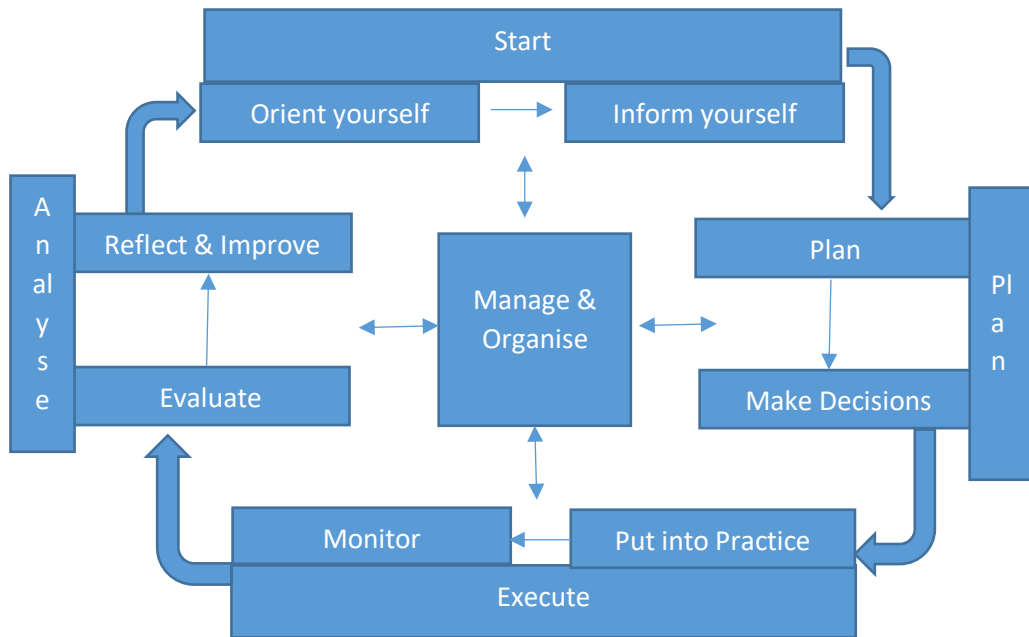 Start
Orient yourself
Inform yourself
A
n
al
y
s
e
Reflect & Improve
Evaluate
Manage &
Organise
Plan
Make Decisions
Pl
a
n
Monitor
Put into Practice
Execute